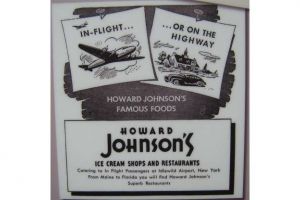 IN-FLIGHT...
...OR ON THE
HIGHWAY
HOWARD JOHNSON'S
FAMOUS FOODS
HOWARD
JOHNSON'S
ICE CREAM SHOPS AND RESTAURANTS
Catering to In Flight Passengers at Idlewild Airport, New York
From Maine to Florida you will find Howard Johnson's
Superb Restaurants